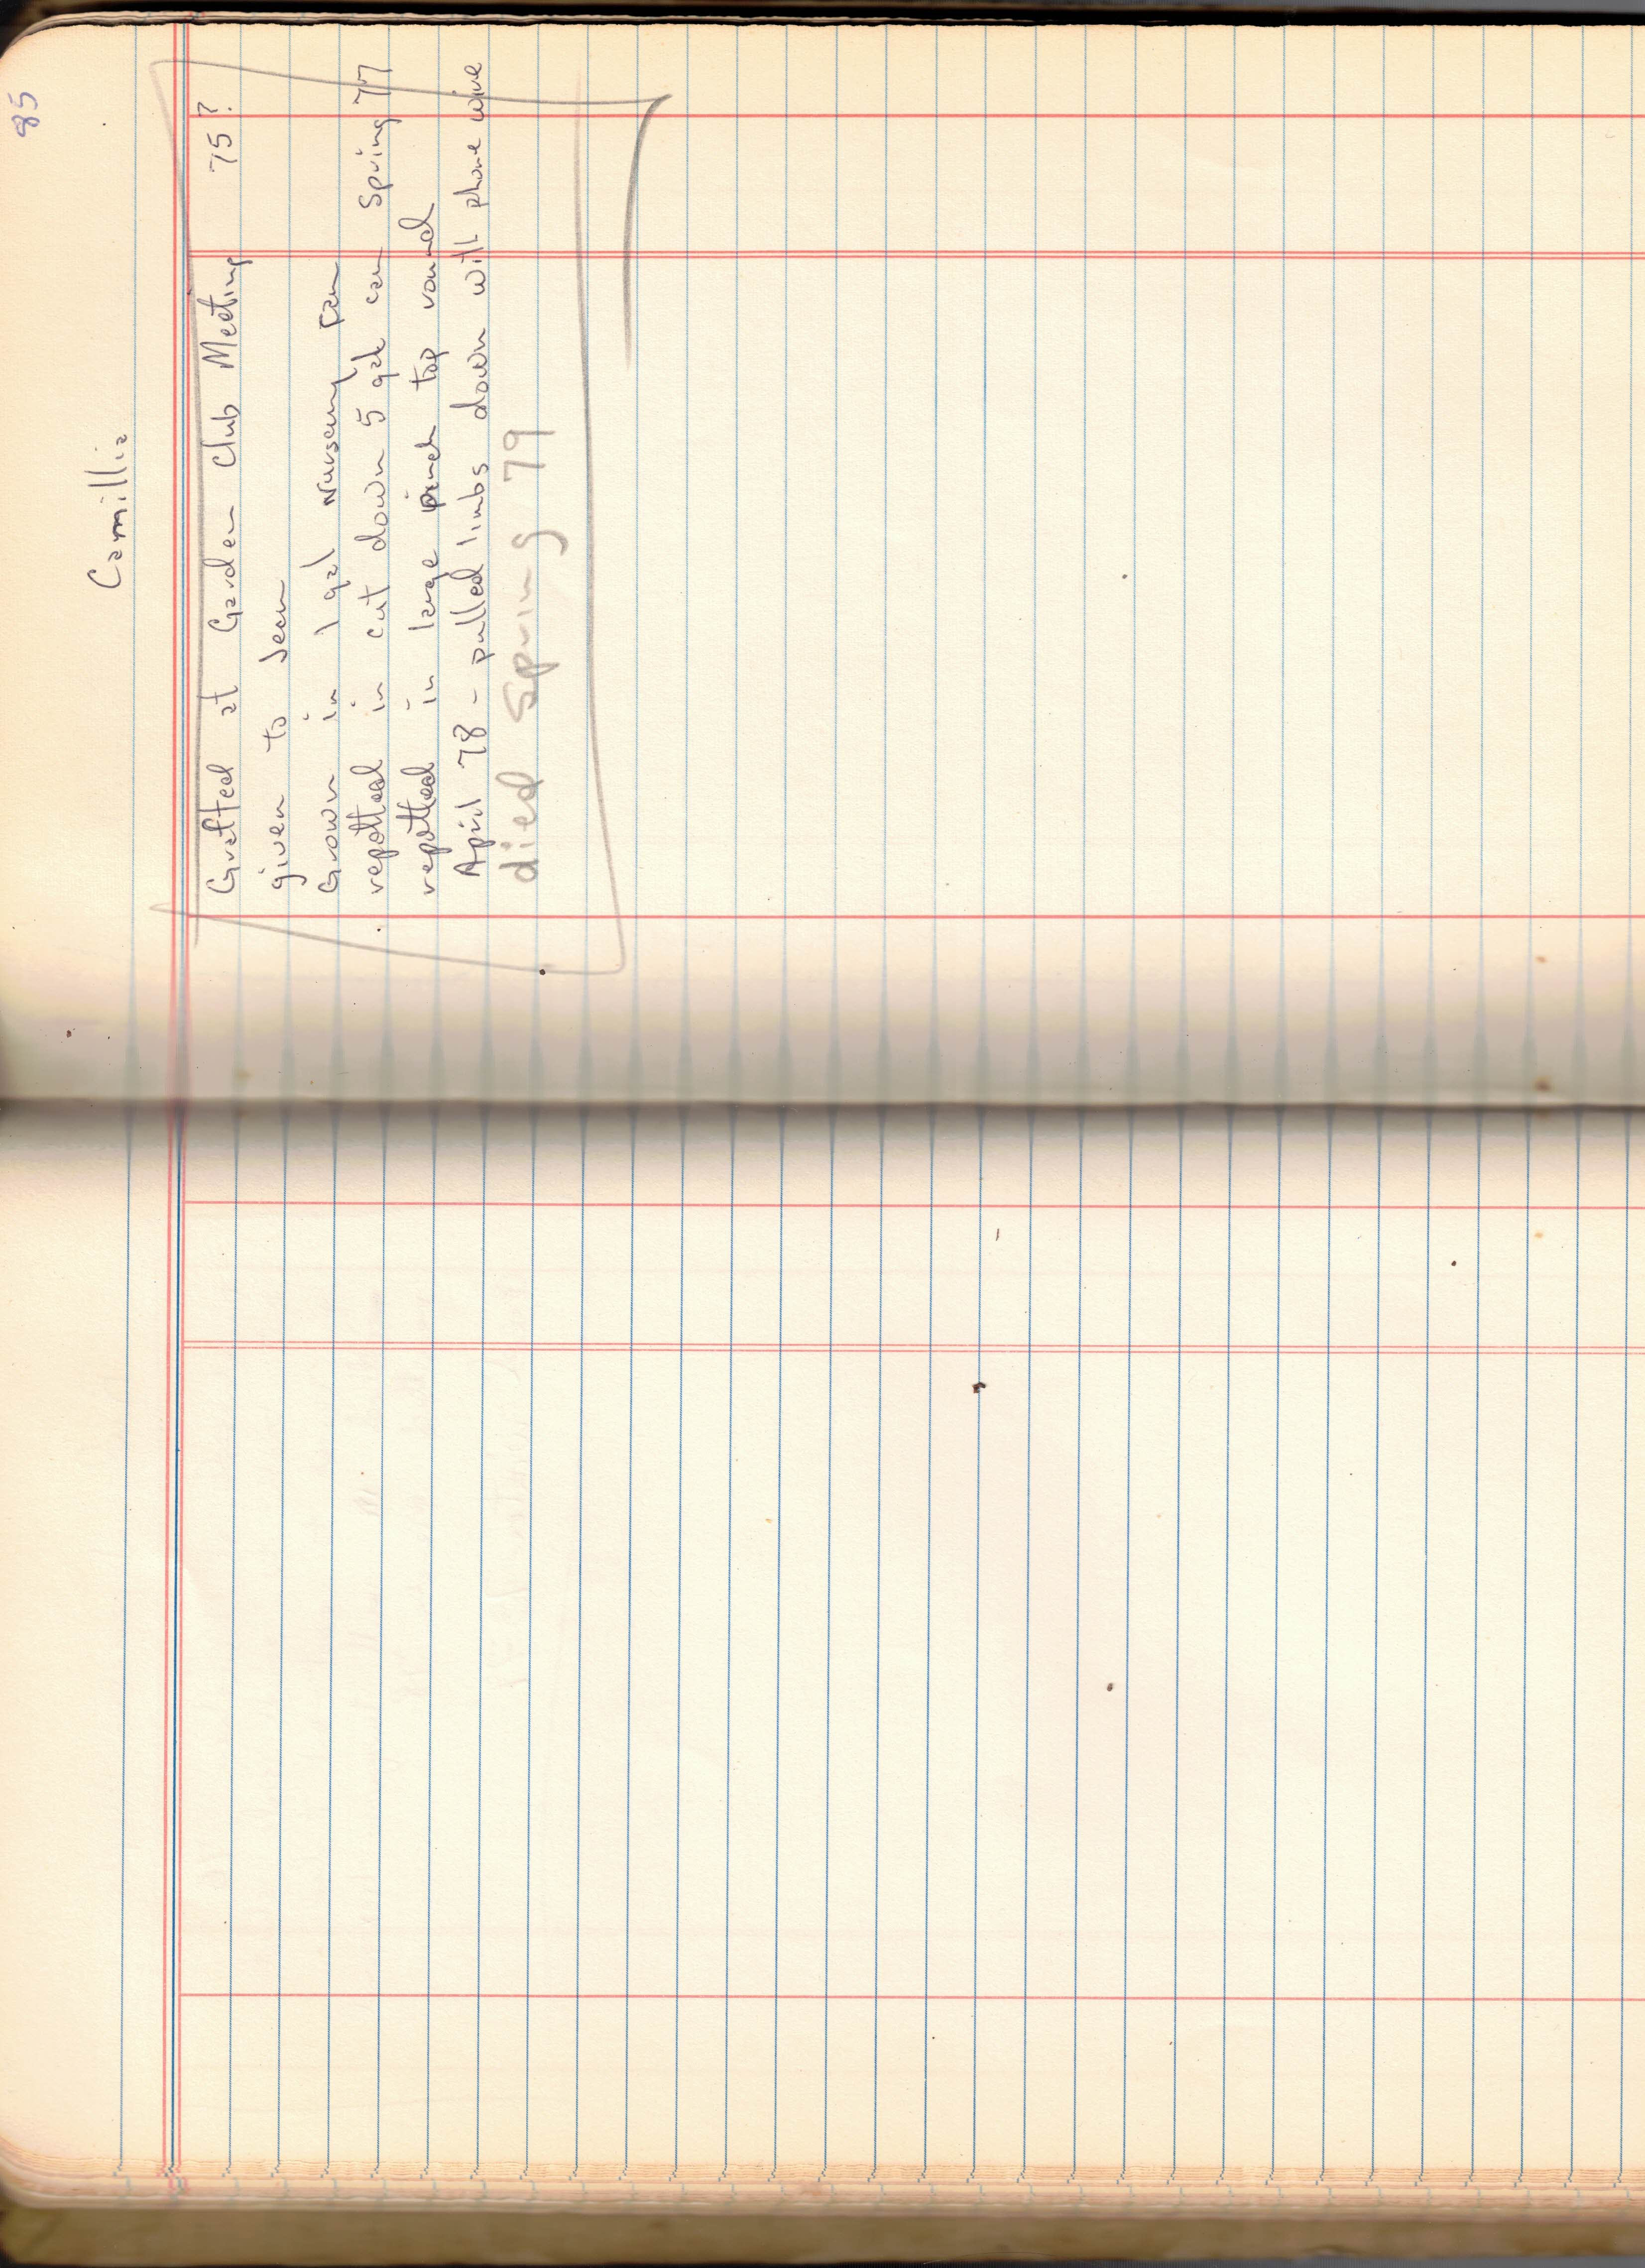 85
Camillia
Grafted at Garden Club Meeting 75?
given to Jean
Grown in 1 gal Nursery can
repotted in cut down 5 gal can Spring 77
repotted in large pinch top round
April 78 - pulled limbs down with phone wire
died Spring 79